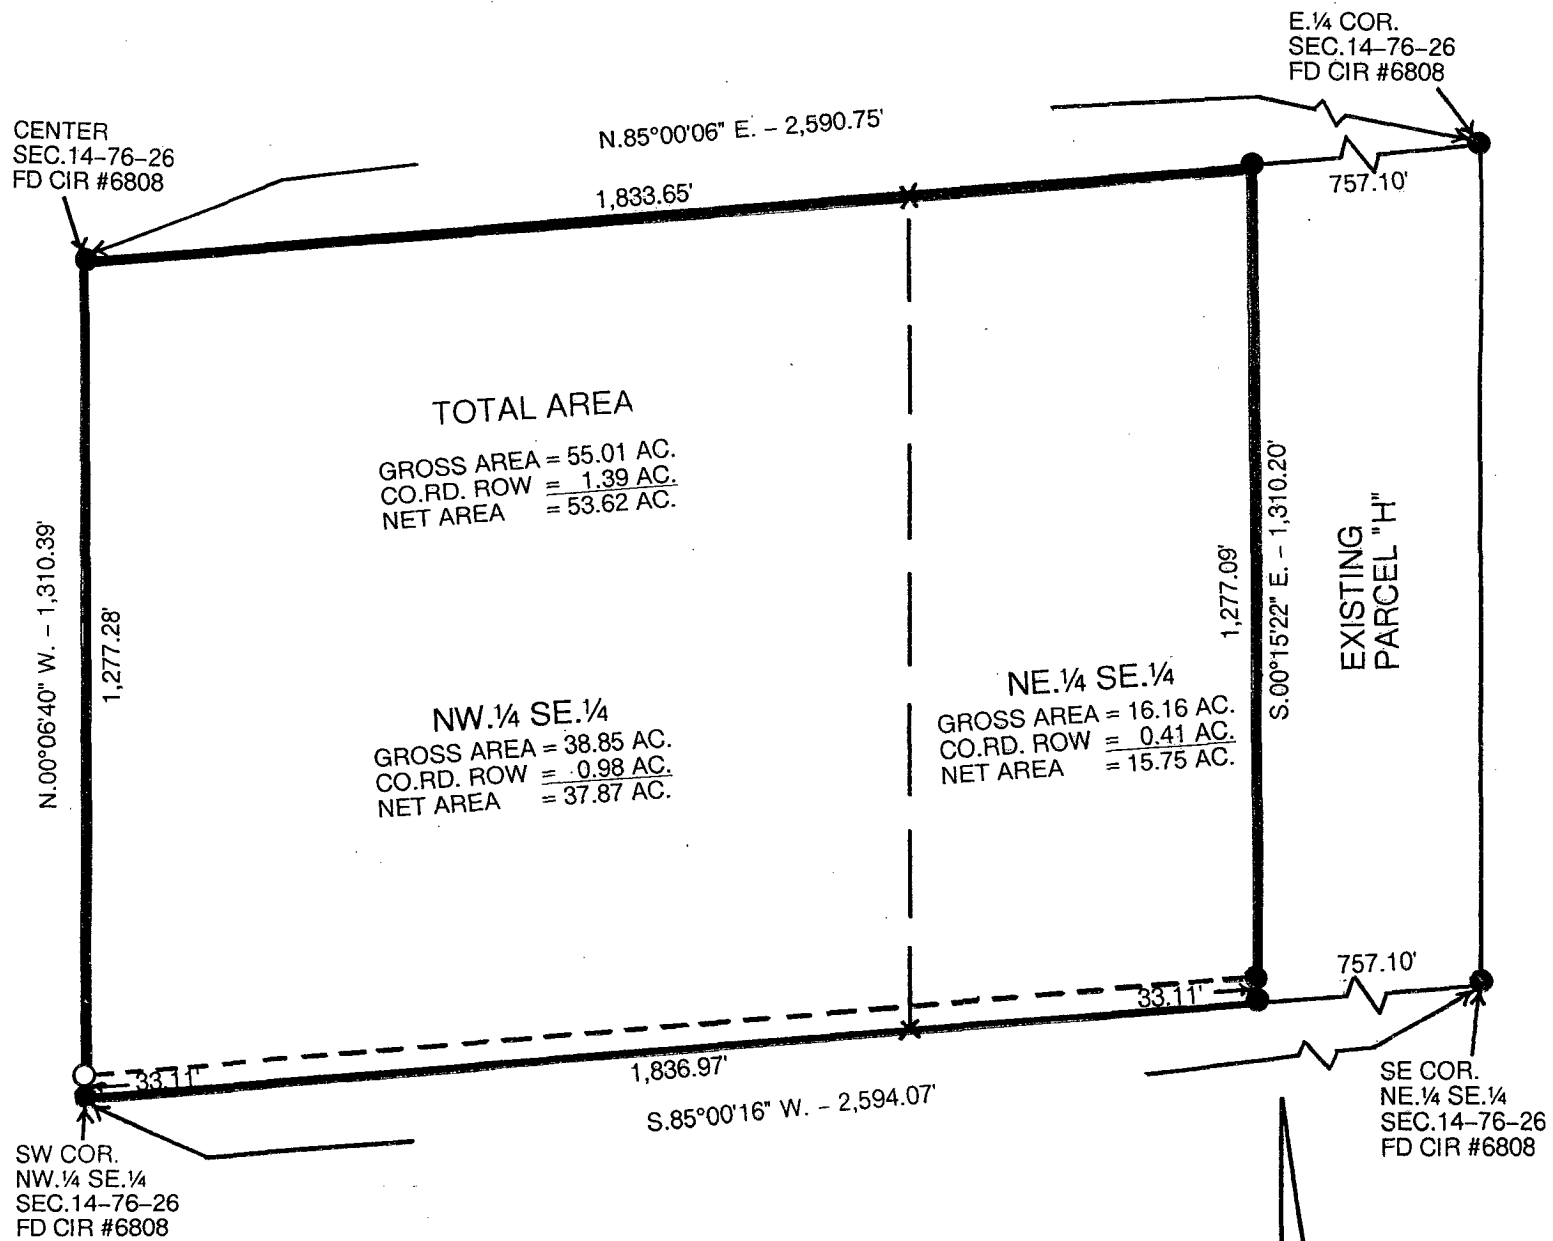 E.¼ COR.
SEC.14–76–26
FD CIR #6808
CENTER
SEC.14–76–26
FD CIR #6808
N.85°00'06" E. – 2,590.75'
1,833.65'
757.10'
TOTAL AREA
GROSS AREA = 55.01 AC.
CO.RD. ROW = 1.39 AC.
NET AREA = 53.62 AC.
N.00°06'40" W. – 1,310.39'
1,277.28'
NW.¼ SE.¼
GROSS AREA = 38.85 AC.
CO.RD. ROW = 0.98 AC.
NET AREA = 37.87 AC.
NE.¼ SE.¼
GROSS AREA = 16.16 AC.
CO.RD. ROW = 0.41 AC.
NET AREA = 15.75 AC.
1,277.09'
S.00°15'22" E. – 1,310.20'
EXISTING
PARCEL "H"
757.10'
33.11'
33.11'
1,836.97'
S.85°00'16" W. – 2,594.07'
SE COR.
NE.¼ SE.¼
SEC.14–76–26
FD CIR #6808
SW COR.
NW.¼ SE.¼
SEC.14–76–26
FD CIR #6808